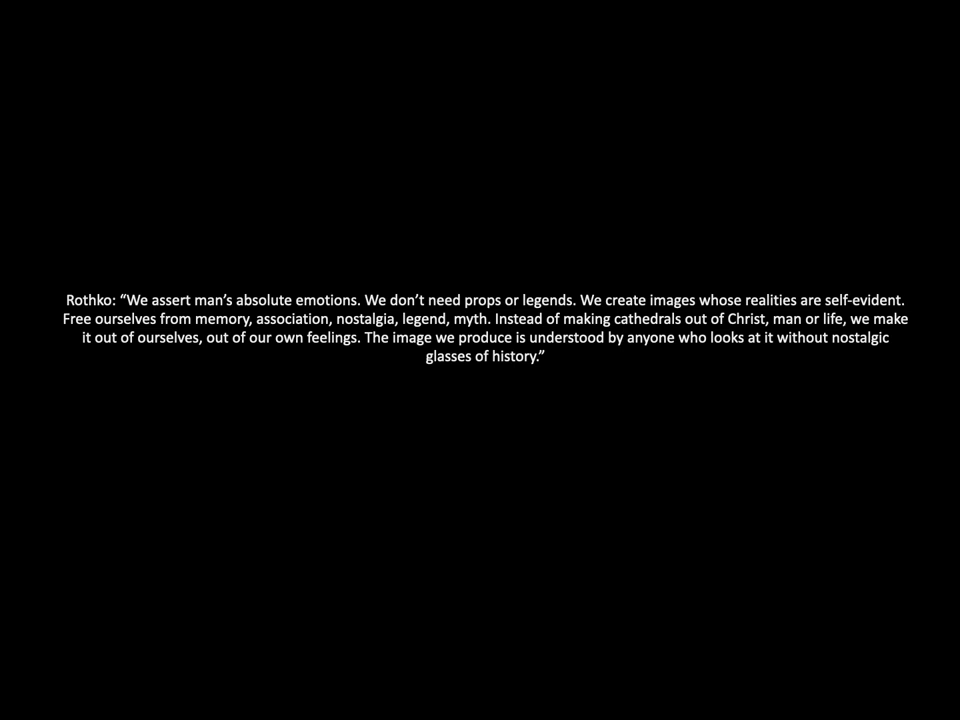 Rothko: “We assert man’s absolute emotions. We don’t need props or legends. We create images whose realities are self-evident.
Free ourselves from memory, association, nostalgia, legend, myth. Instead of making cathedrals out of Christ, man or life, we make
it out of ourselves, out of our own feelings. The image we produce is understood by anyone who looks at it without nostalgic
glasses of history.”